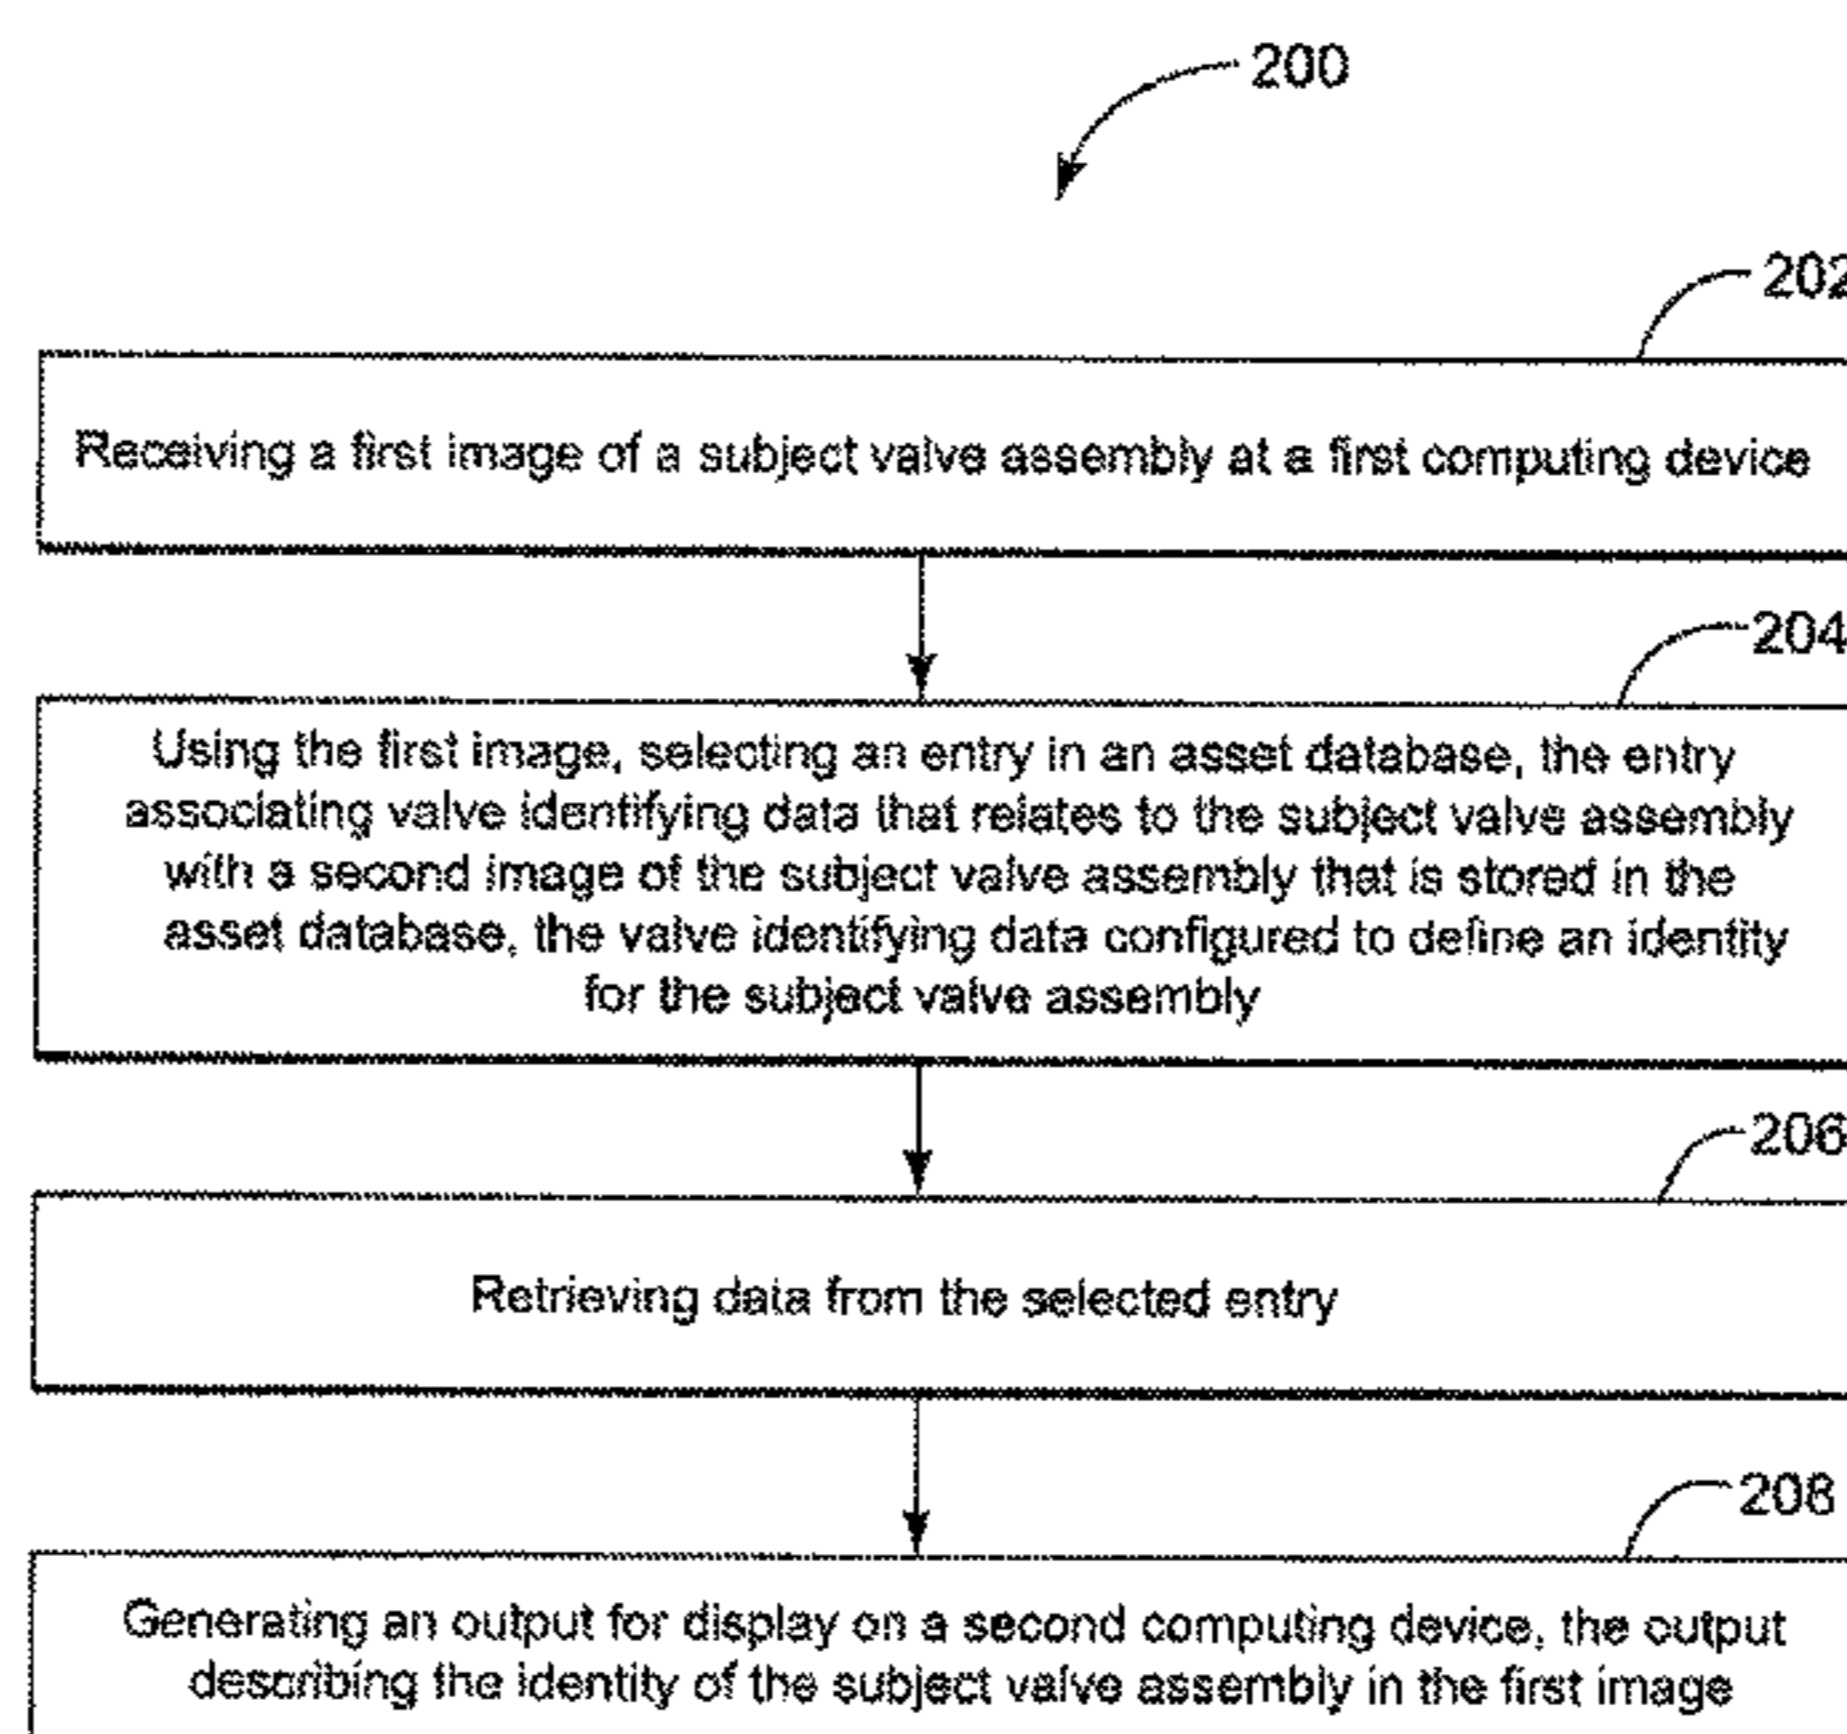 200
202
Receiving a first image of a subject valve assembly at a first computing device
204
Using the first image, selecting an entry in an asset database, the entry
associating valve identifying data that relates to the subject valve assembly
with a second image of the subject valve assembly that is stored in the
asset database, the valve identifying data configured to define an identity
for the subject valve assembly
206
Retrieving data from the selected entry
208
Generating an output for display on a second computing device, the output
describing the identity of the subject valve assembly in the first image